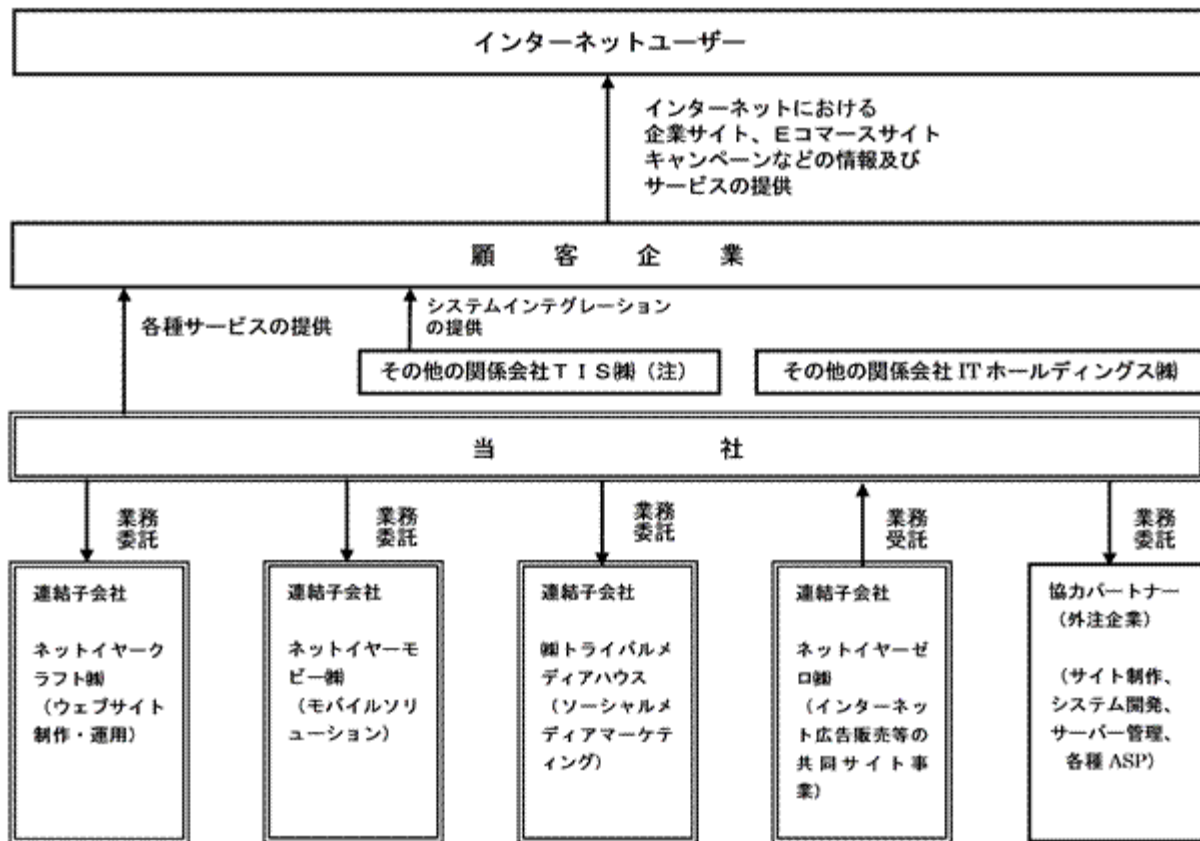 インターネットユーザー
インターネットにおける
企業サイト、Eコマースサイト
キャンペーンなどの情報及び
サービスの提供
顧客企業
各種サービスの提供
システムインテグレーション
の提供
その他の関係会社TIS㈱（注）
その他の関係会社 IT ホールディングス㈱
当社
業務
委託
業務
委託
業務
委託
業務
受託
業務
委託
連結子会社
ネットイヤーク
ラフト㈱
（ウェブサイト
制作・運用）
連結子会社
ネットイヤーモ
ビー㈱
（モバイルソリ
ューション）
連結子会社
㈱トライバルメ
ディアハウス
（ソーシャルメ
ディアマーケテ
ィング）
連結子会社
ネットイヤーゼ
ロ㈱
（インターネッ
ト広告販売等の
共同サイト事
業）
協力パートナー
（外注企業）
（サイト制作、
システム開発、
サーバー管理、
各種 ASP）